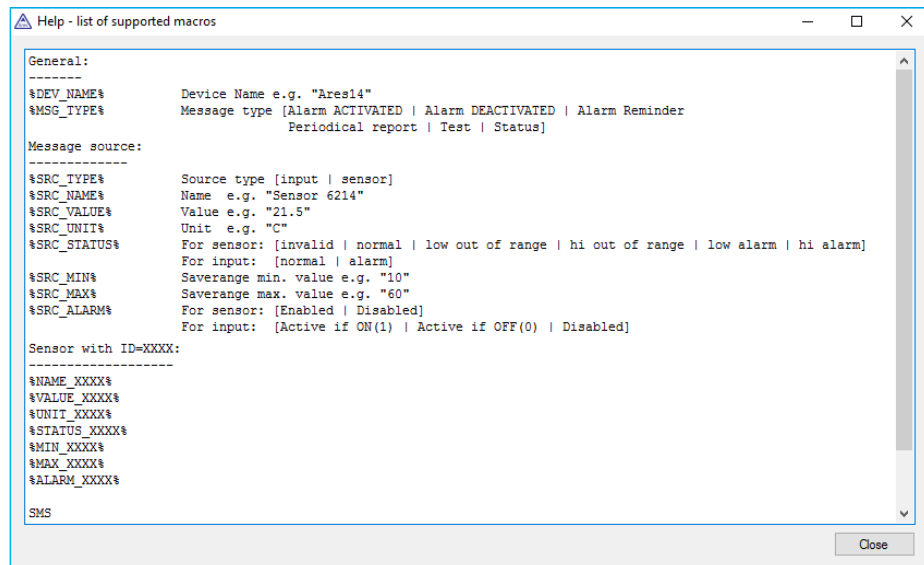 Help - list of supported macros
General:
-------
%DEV_NAME% Device Name e.g. "Ares14"
%MSG_TYPE% Message type [Alarm ACTIVATED | Alarm DEACTIVATED | Alarm Reminder
Periodical report | Test | Status]
Message source:
-------------
%SRC_TYPE% Source type [input | sensor]
%SRC_NAME% Name e.g. "Sensor 6214"
%SRC_VALUE% Value e.g. "21.5"
%SRC_UNIT% Unit e.g. "C"
%SRC_STATUS% For sensor: [invalid | normal | low out of range | hi out of range | low alarm | hi alarm]
For input: [normal | alarm]
%SRC_MIN% Saverange min. value e.g. "10"
%SRC_MAX% Saverange max. value e.g. "60"
%SRC_ALARM% For sensor: [Enabled | Disabled]
For input: [Active if ON(1) | Active if OFF(0) | Disabled]
Sensor with ID=XXXX:
-------------------
%NAME_XXXX%
%VALUE_XXXX%
%UNIT_XXXX%
%STATUS_XXXX%
%MIN_XXXX%
%MAX_XXXX%
%ALARM_XXXX%
SMS
Close